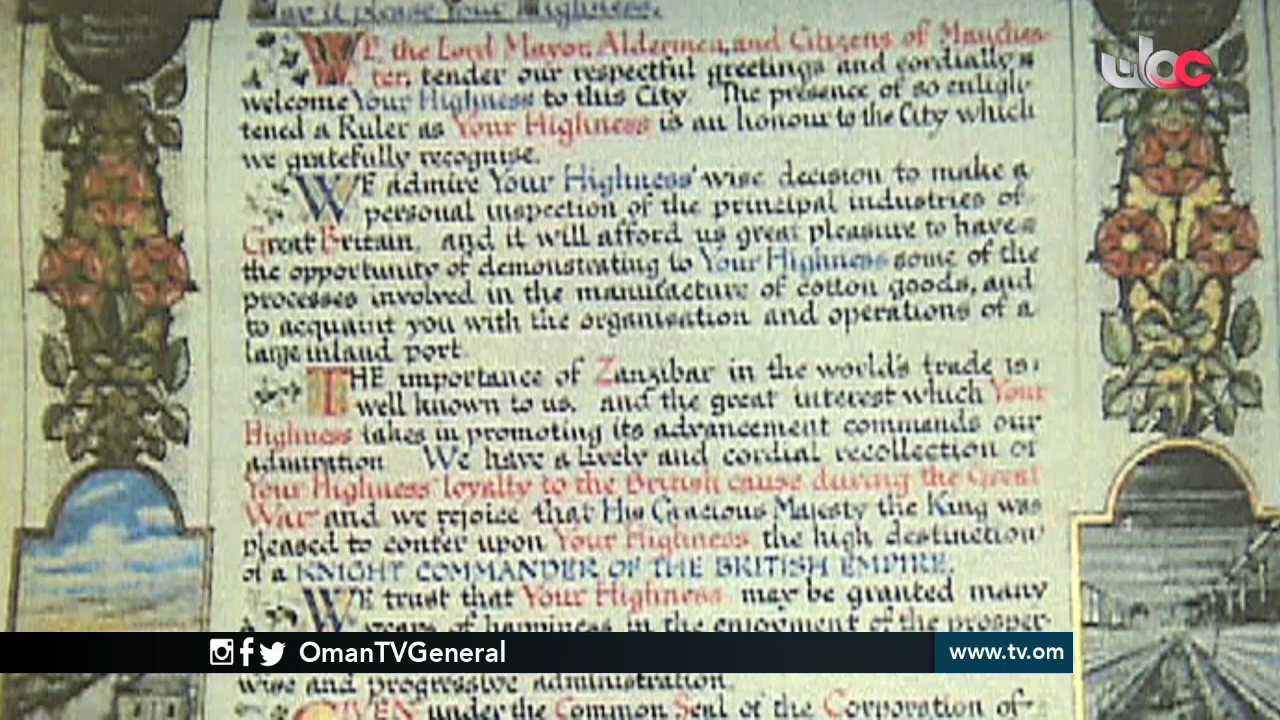 May it please Your Highness.
WE, the Lord Mayor, Aldermen, and Citizens of Manches-
ter, tender our respectful greetings and cordially
welcome Your Highness to this City. The presence of so enligh-
tened a Ruler as Your Highness is an honour to the City which
we gratefully recognise.
WE admire Your Highness' wise decision to make a
personal inspection of the principal industries of
Great Britain, and it will afford us great pleasure to have
the opportunity of demonstrating to Your Highness some of the
processes involved in the manufacture of cotton goods, and
to acquaint you with the organisation and operations of a
large inland port.
THE importance of Zanzibar in the world's trade is
well known to us, and the great interest which Your
Highness takes in promoting its advancement commands our
admiration. We have a lively and cordial recollection of
Your Highness' loyalty to the British cause during the Great
War and we rejoice that His Gracious Majesty the King was
pleased to confer upon Your Highness the high destinction
of a KNIGHT COMMANDER OF THE BRITISH EMPIRE.
WE trust that Your Highness may be granted many
years of happiness in the enjoyment of the prosper-
wise and progressive administration.
GIVEN under the Common Seal of the Corporation of
OmanTVGeneral
www.tv.om